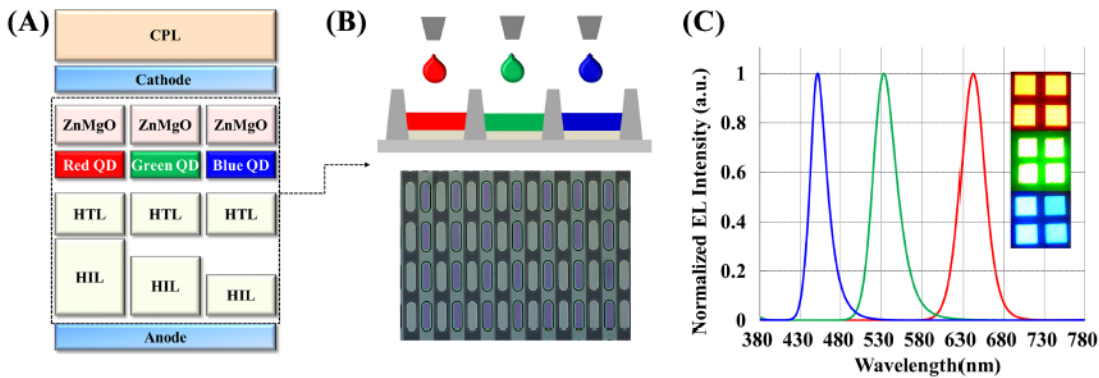 (A)
CPL
Cathode
ZnMgO ZnMgO ZnMgO
Red QD Green QD Blue QD
HTL HTL HTL
HIL HIL HIL
Anode
(B)
(C)
Normalized EL Intensity (a.u.)
1
0.8
0.6
0.4
0.2
0
380 430 480 530 580 630 680 730 780
Wavelength(nm)